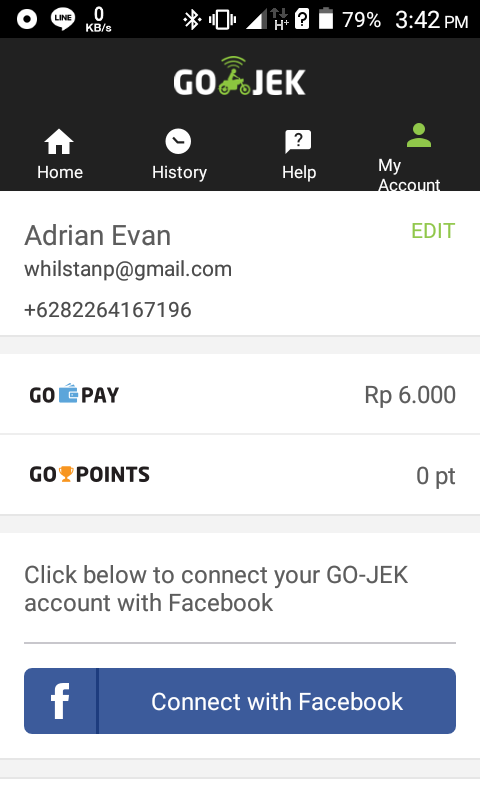 LINE 0 KB/s H+ ? 79% 3:42 PM
GO JEK
Home History ? Help My Account
Adrian Evan EDIT
whilstanp@gmail.com
+6282264167196
GO PAY Rp 6.000
GO POINTS 0 pt
Click below to connect your GO-JEK
account with Facebook
f Connect with Facebook